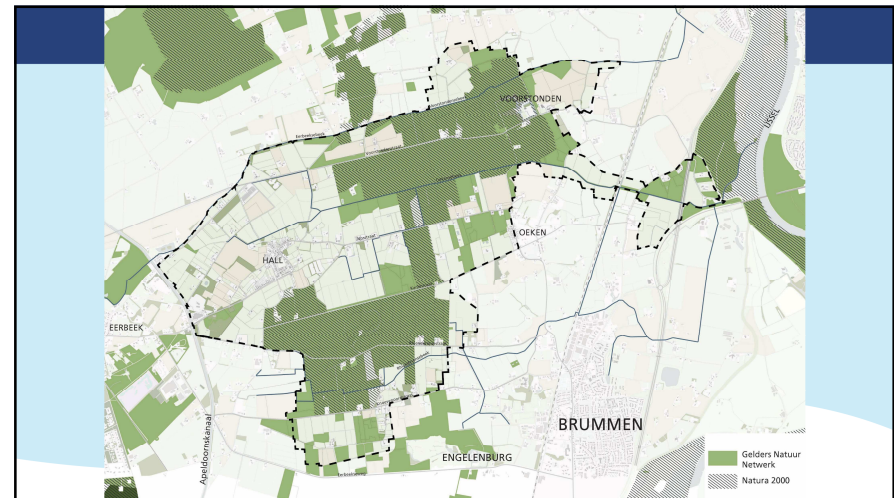 VOORSTONDEN
IJSSEL
HALL
OEKEN
EERBEEK
BRUMMEN
ENGELENBURG
Apeldoornskanaal
Gelders Natuur
Netwerk
Natura 2000